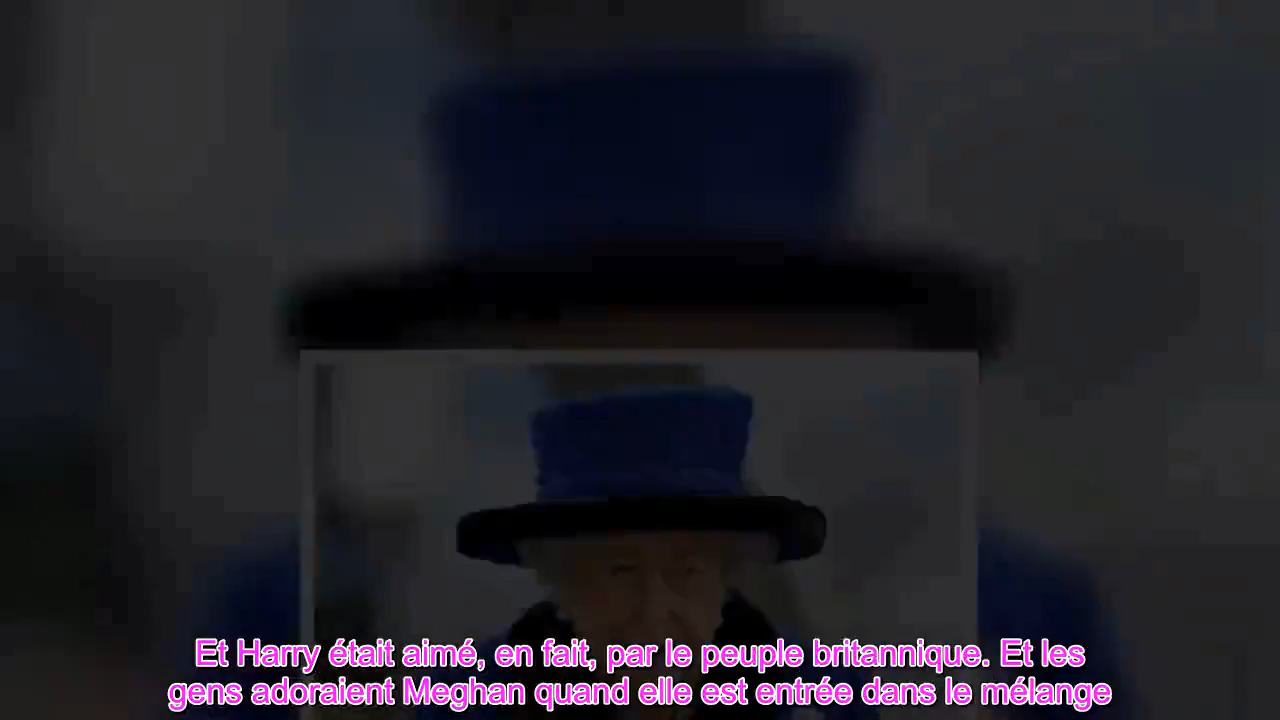 Et Harry était aimé, en fait, par le peuple britannique. Et les
gens adoraient Meghan quand elle est entrée dans le mélange